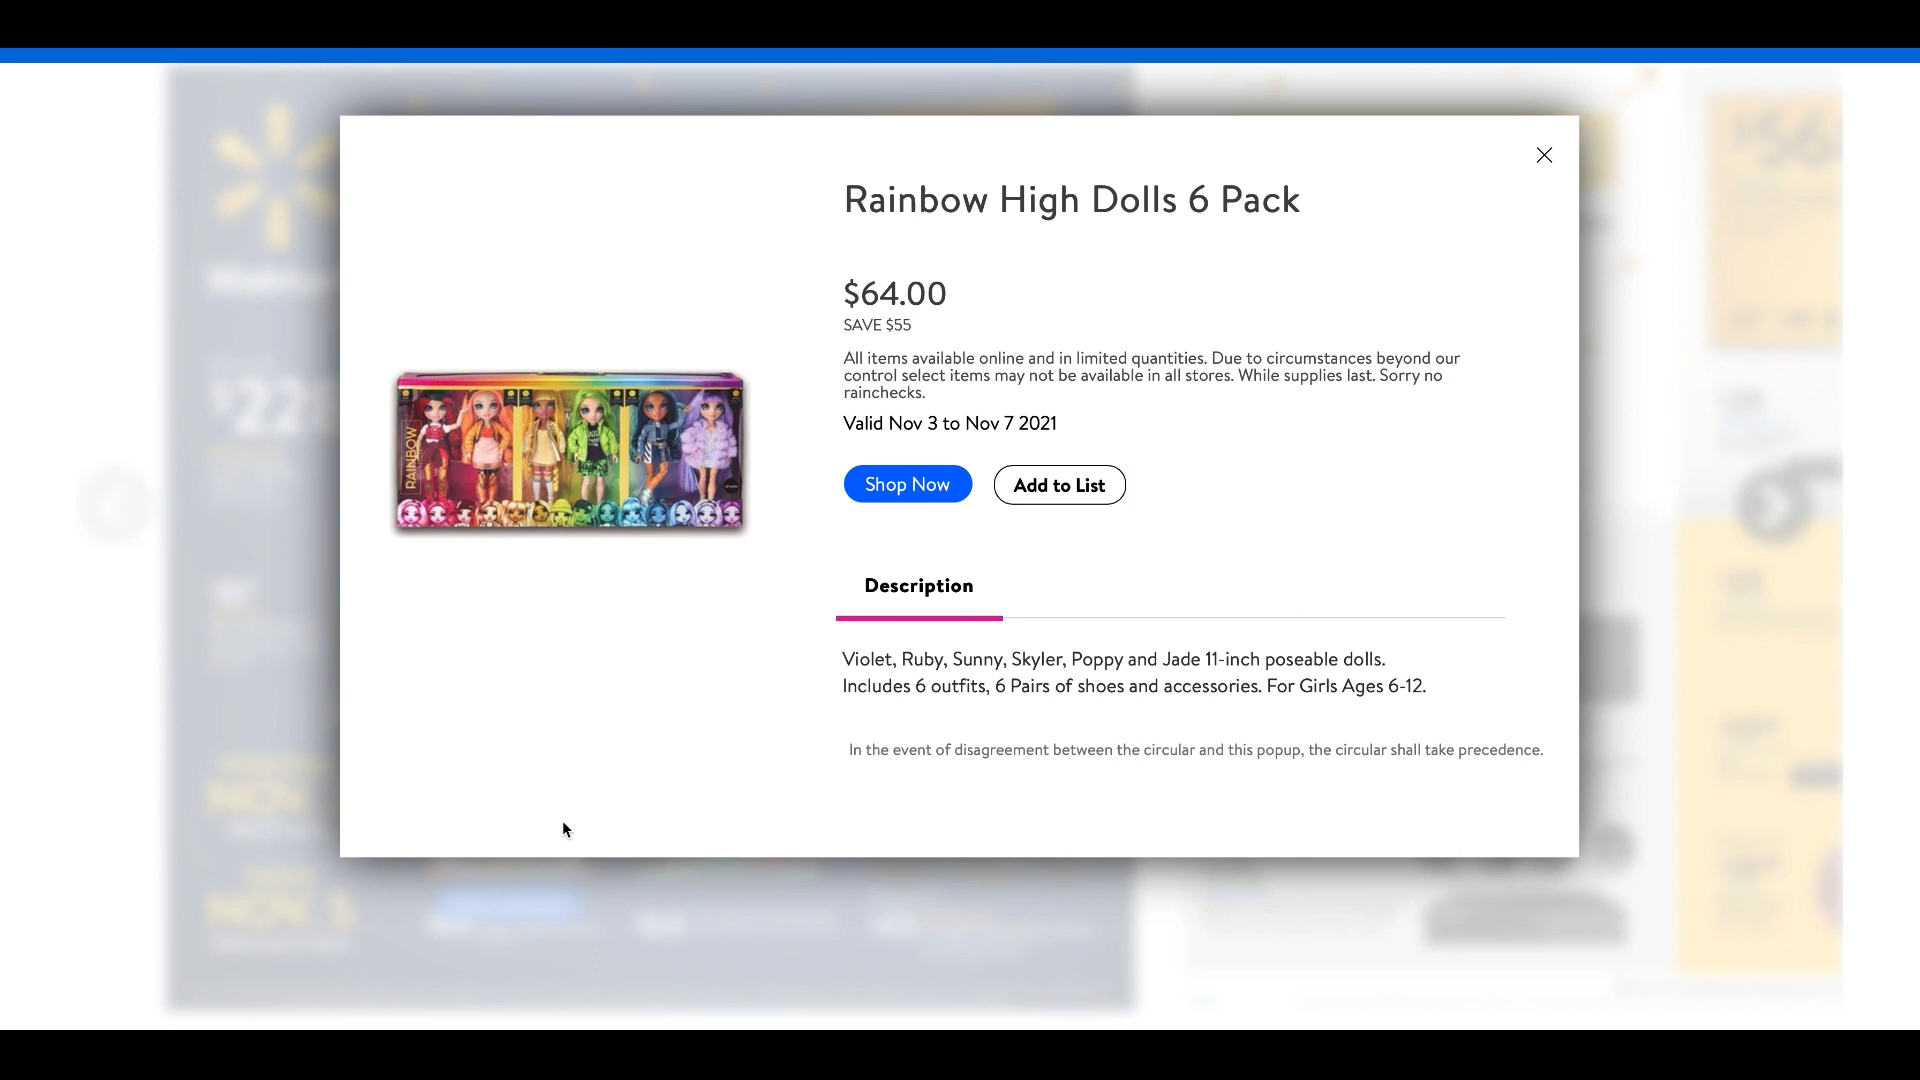 Rainbow High Dolls 6 Pack
$64.00
SAVE $55
All items available online and in limited quantities. Due to circumstances beyond our
control select items may not be available in all stores. While supplies last. Sorry no
rainchecks.
Valid Nov 3 to Nov 7 2021
Shop Now
Add to List
RAINBOW
Description
Violet, Ruby, Sunny, Skyler, Poppy and Jade 11-inch poseable dolls.
Includes 6 outfits, 6 Pairs of shoes and accessories. For Girls Ages 6-12.
In the event of disagreement between the circular and this popup, the circular shall take precedence.
NOV. 5